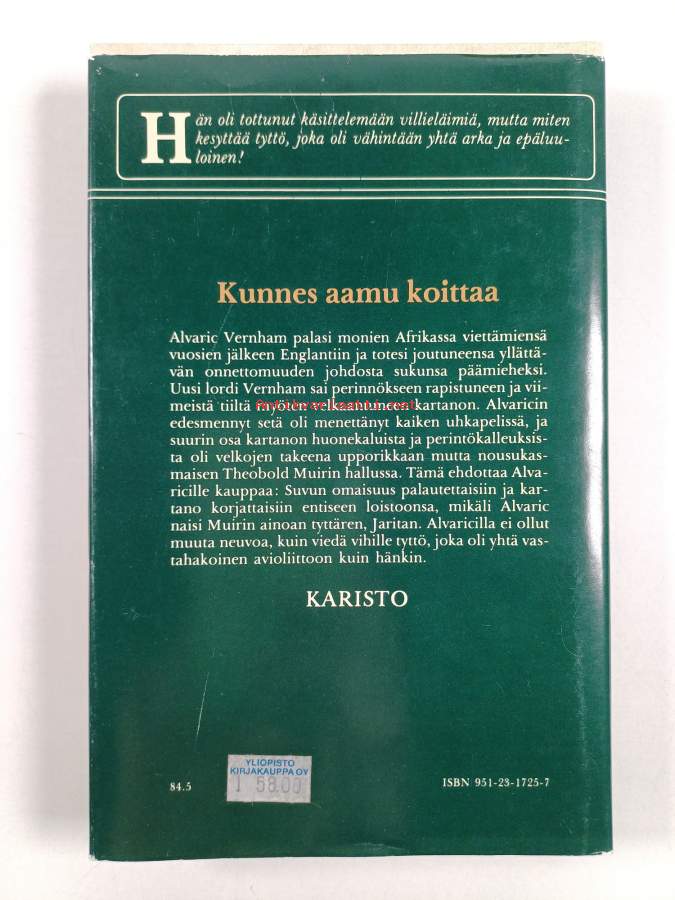 Hän oli tottunut käsittelemään villieläimiä, mutta miten
kesyttää tyttö, joka oli vähintään yhtä arka ja epäluu-
loinen!
Kunnes aamu koittaa
Alvaric Vernham palasi monien Afrikassa viettämiensä
vuosien jälkeen Englantiin ja totesi joutuneensa yllättä-
vän onnettomuuden johdosta sukunsa päämieheksi.
Uusi lordi Vernham sai perinnökseen rapistuneen ja vii-
meistä tiiltä myöten velkaantuneen kartanon. Alvaricin
edesmennyt setä oli menettänyt kaiken uhkapelissä, ja
suurin osa kartanon huonekaluista ja perintökalleuksis-
ta oli velkojen takeena upporikkaan mutta nousukas-
maisen Theobold Muirin hallussa. Tämä ehdottaa Alva-
ricille kauppaa: Suvun omaisuus palautettaisiin ja kar-
tano korjattaisiin entiseen loistoonsa, mikäli Alvaric
naisi Muirin ainoan tyttären, Jaritan. Alvaricilla ei ollut
muuta neuvoa, kuin viedä vihille tyttö, joka oli yhtä vas-
tahakoinen avioliittoon kuin hänkin.
KARISTO
YLIOPISTO
KIRJAKAUPPA OY
58.00
84.5
ISBN 951-23-1725-7